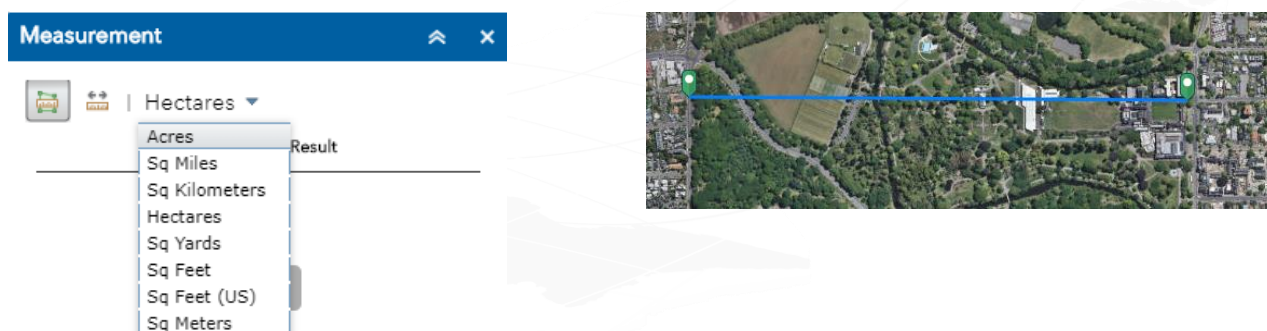 Measurement
Hectares
Acres
Result
Sq Miles
Sq Kilometers
Hectares
Sq Yards
Sq Feet
Sq Feet (US)
Sq Meters